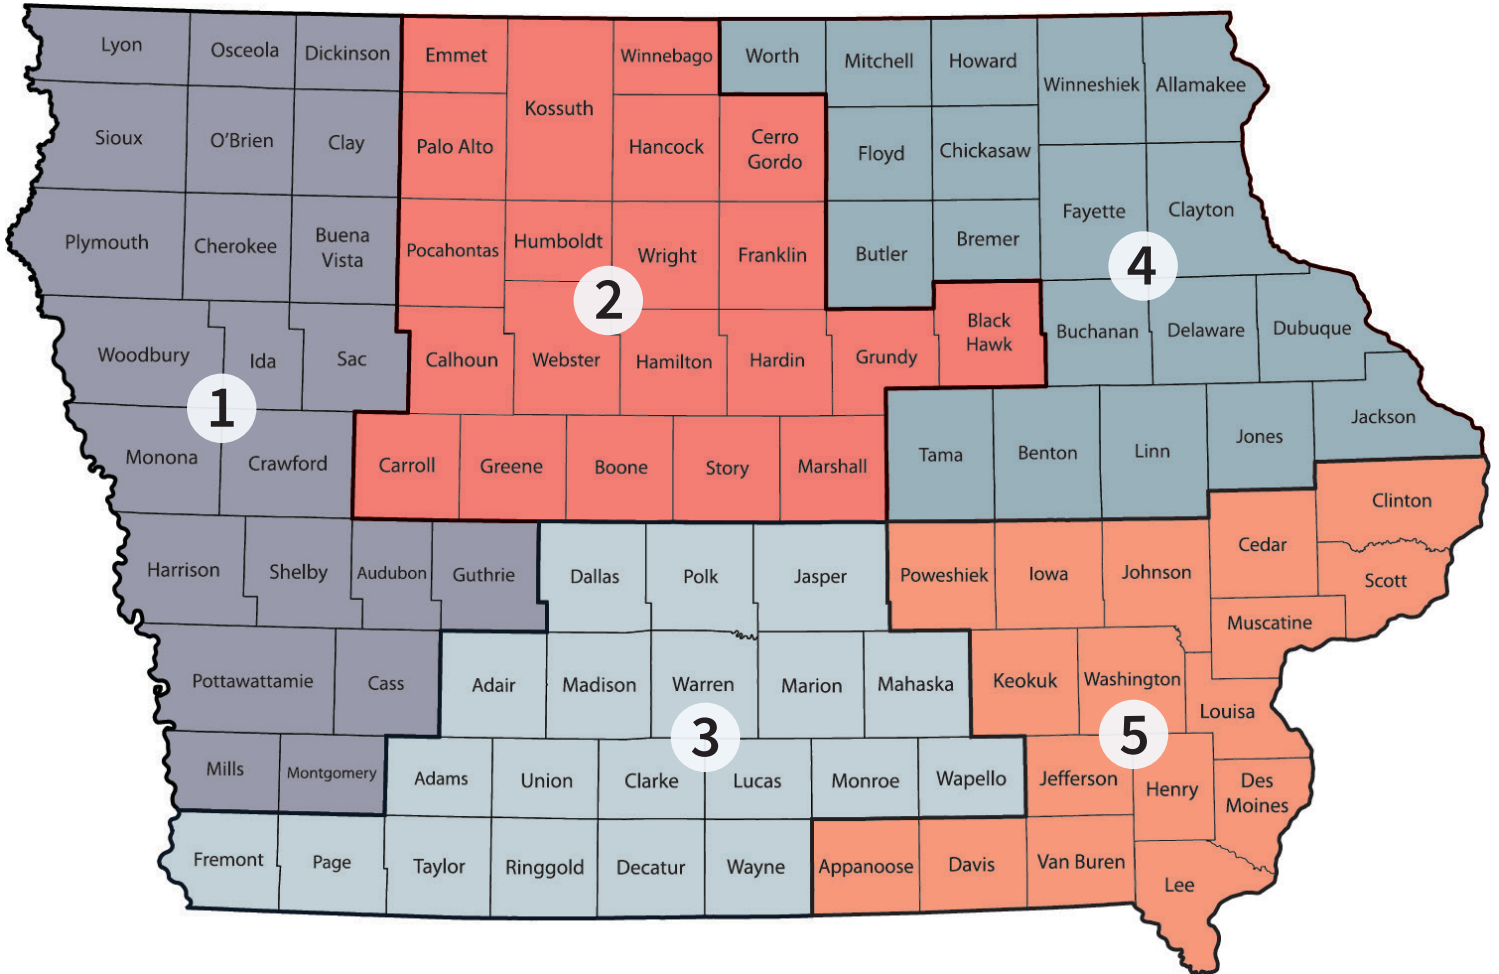 Lyon
Osceola
Dickinson
Emmet
Kossuth
Winnebago
Worth
Mitchell
Howard
Winneshiek
Allamakee
Sioux
O'Brien
Clay
Palo Alto
Hancock
Cerro
Gordo
Floyd
Chickasaw
Plymouth
Cherokee
Buena
Vista
Pocahontas
Humboldt
Wright
Franklin
Butler
Bremer
Fayette
Clayton
4
2
Woodbury
Ida
Sac
Calhoun
Webster
Hamilton
Hardin
Grundy
Black
Hawk
Buchanan
Delaware
Dubuque
1
Monona
Crawford
Carroll
Greene
Boone
Story
Marshall
Tama
Benton
Linn
Jones
Jackson
Clinton
Harrison
Shelby
Audubon
Guthrie
Dallas
Polk
Jasper
Poweshiek
Iowa
Johnson
Cedar
Scott
Muscatine
Pottawattamie
Cass
Adair
Madison
Warren
Marion
Mahaska
Keokuk
Washington
Louisa
3
5
Mills
Montgomery
Adams
Union
Clarke
Lucas
Monroe
Wapello
Jefferson
Henry
Des
Moines
Fremont
Page
Taylor
Ringgold
Decatur
Wayne
Appanoose
Davis
Van Buren
Lee